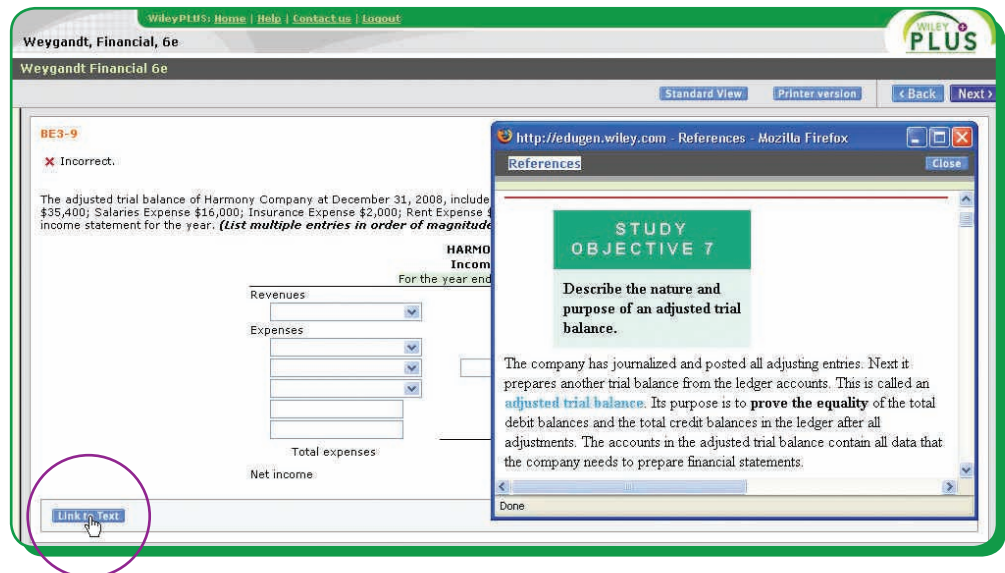 WileyPLUS: Home | Help | Contact us | Logout
Weygandt, Financial, 6e
WILEY
PLUS
Weygandt Financial 6e
Standard View
Printer version
< Back
Next >
BE3-9
Incorrect.
The adjusted trial balance of Harmony Company at December 31, 2008, include
$35,400; Salaries Expense $16,000; Insurance Expense $2,000; Rent Expense $
income statement for the year. (List multiple entries in order of magnitude
HARMO
Incom
For the year end
Revenues
Expenses
Total expenses
Net income
Link to Text
http://edugen.wiley.com - References - Mozilla Firefox
References
Close
STUDY
OBJECTIVE 7
Describe the nature and
purpose of an adjusted trial
balance.
The company has journalized and posted all adjusting entries. Next it
prepares another trial balance from the ledger accounts. This is called an
adjusted trial balance. Its purpose is to prove the equality of the total
debit balances and the total credit balances in the ledger after all
adjustments. The accounts in the adjusted trial balance contain all data that
the company needs to prepare financial statements.
Done